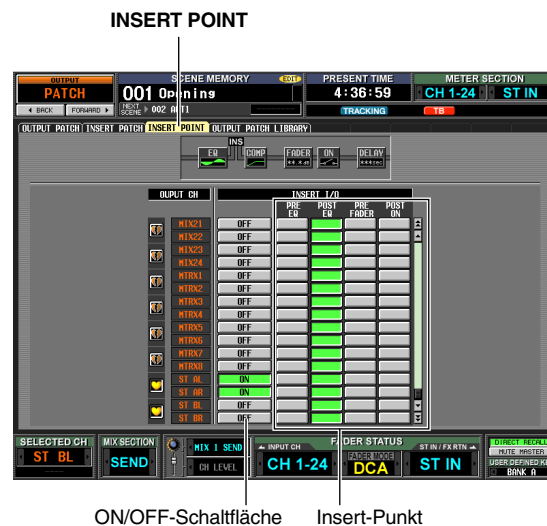 INSERT POINT
OUTPUT
PATCH
BACK
FORWARD
SCENE MEMORY
EDIT
001 Opening
NEXT SCENE 002 ACT1
PRESENT TIME
4:36:59
TRACKING
METER SECTION
CH 1-24
ST IN
TB
OUTPUT PATCH INSERT PATCH INSERT POINT OUTPUT PATCH LIBRARY
INS
EQ
COMP
FADER
ON
DELAY
OUPUT CH
INSERT I/O
PRE EQ
POST EQ
PRE FADER
POST ON
MIX21 OFF
MIX22 OFF
MIX23 OFF
MIX24 OFF
MTRX1 OFF
MTRX2 OFF
MTRX3 OFF
MTRX4 OFF
MTRX5 OFF
MTRX6 OFF
MTRX7 OFF
MTRX8 OFF
ST AL ON
ST AR ON
ST BL OFF
ST BR OFF
SELECTED CH
ST BL
MIX SECTION
SEND
MIX 1 SEND
CH LEVEL
INPUT CH
CH 1-24
FADER STATUS
FADER MODE
DCA
ST IN / FX RTN
ST IN
DIRECT RECALL
MUTE MASTER
USER DEFINED KE
BANK A
ON/OFF-Schaltfläche
Insert-Punkt